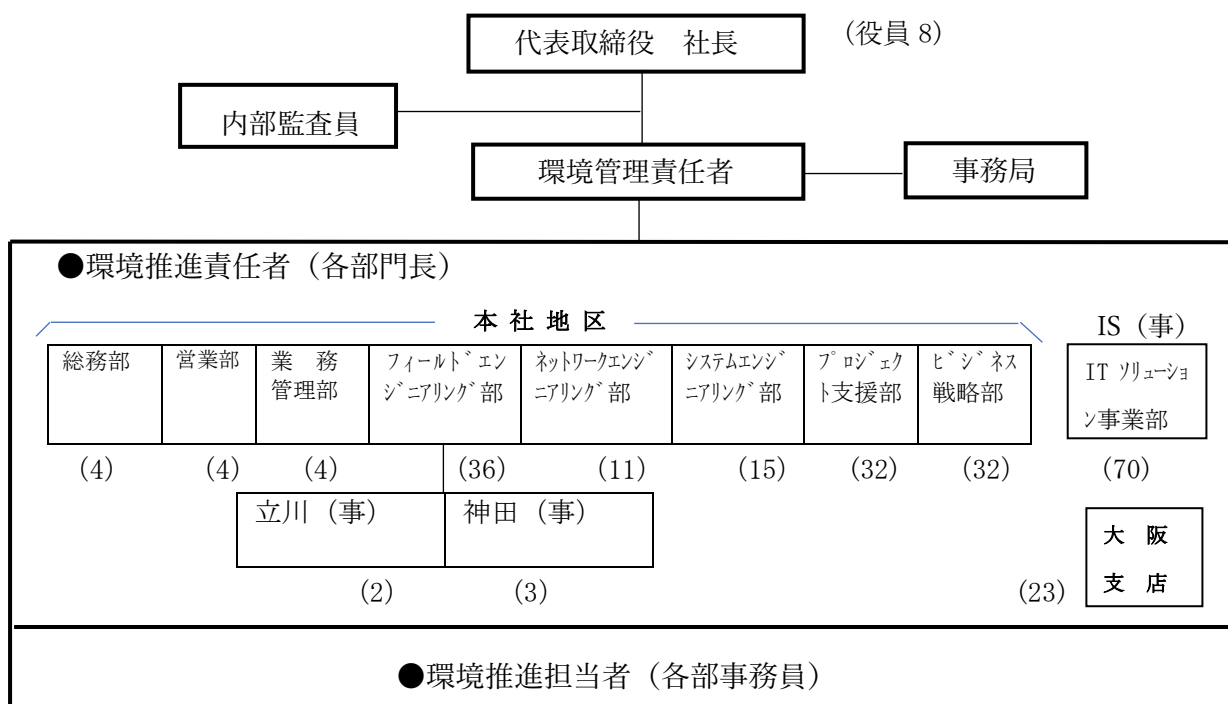 代表取締役　社長
（役員 8）
内部監査員
環境管理責任者
事務局
●環境推進責任者（各部門長）
本 社 地 区
IS（事）
総務部
営業部
業　務
管理部
フィールドエン
ジニアリング部
ネットワークエンジ
ニアリング部
システムエンジ
ニアリング部
プロジェク
ト支援部
ビジネス
戦略部
IT ソリューショ
ン事業部
(4)
(4)
(4)
(36)
(11)
(15)
(32)
(32)
(70)
立川（事）
神田（事）
大　阪
支　店
(2)
(3)
(23)
●環境推進担当者（各部事務員）